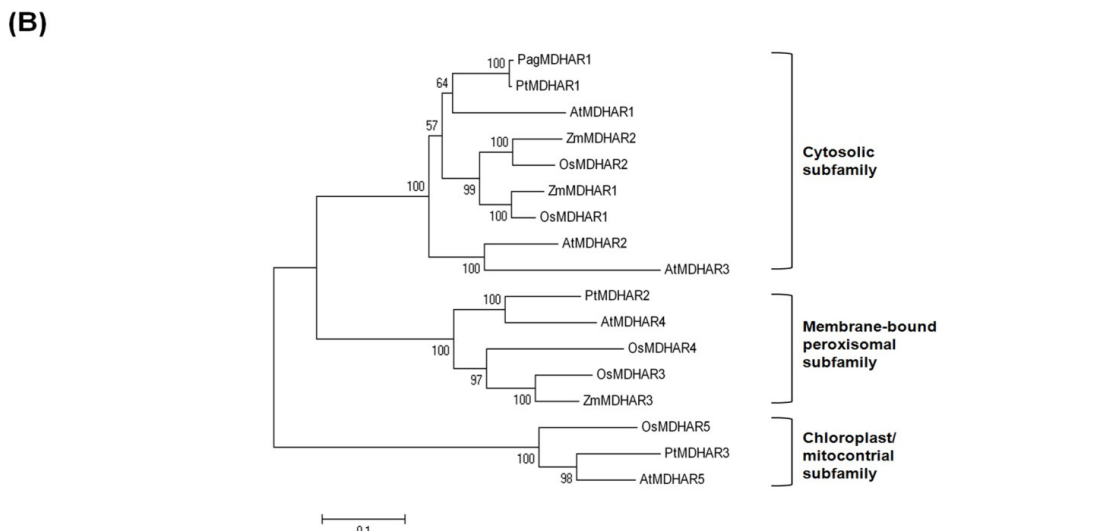 (B)
100
PagMDHAR1
PtMDHAR1
64
AtMDHAR1
57
ZmMDHAR2
100
OsMDHAR2
99
ZmMDHAR1
100
OsMDHAR1
100
AtMDHAR2
100
AtMDHAR3
Cytosolic
subfamily
100
PtMDHAR2
AtMDHAR4
100
OsMDHAR4
97
OsMDHAR3
100
ZmMDHAR3
Membrane-bound
peroxisomal
subfamily
OsMDHAR5
100
PtMDHAR3
98
AtMDHAR5
Chloroplast/
mitocontrial
subfamily
0.1